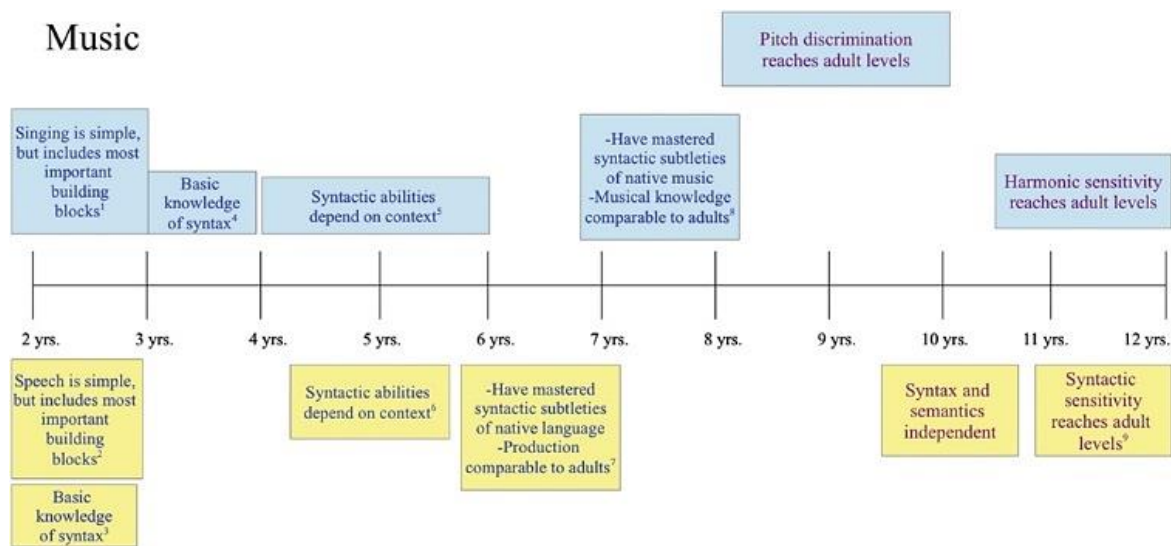 Music
Pitch discrimination
reaches adult levels
Singing is simple,
but includes most
important
building
blocks1
Basic
knowledge
of syntax4
Syntactic abilities
depend on context5
-Have mastered
syntactic subtleties
of native music
-Musical knowledge
comparable to adults8
Harmonic sensitivity
reaches adult levels
2 yrs. 3 yrs. 4 yrs. 5 yrs. 6 yrs. 7 yrs. 8 yrs. 9 yrs. 10 yrs. 11 yrs. 12 yrs.
Speech is simple,
but includes most
important
building
blocks2
Basic
knowledge
of syntax3
Syntactic abilities
depend on context6
-Have mastered
syntactic subtleties
of native language
-Production
comparable to adults7
Syntax and
semantics
independent
Syntactic
sensitivity
reaches adult
levels9